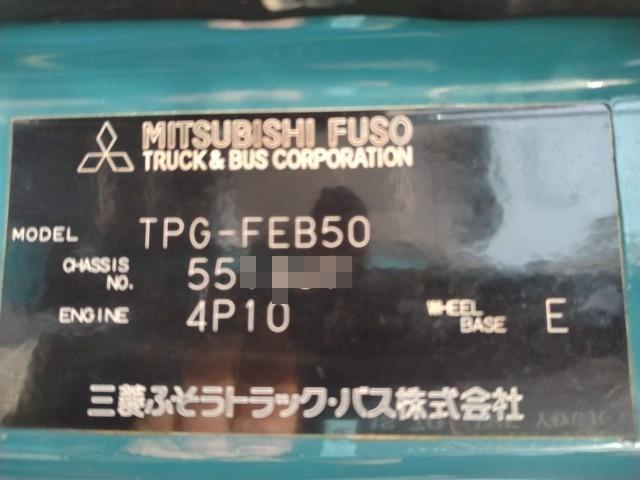 MITSUBISHI FUSO
TRUCK & BUS CORPORATION
MODEL TPG-FEB50
CHASSIS NO. 55
ENGINE 4P10 WHEEL BASE E
三菱ふそうトラック・バス株式会社